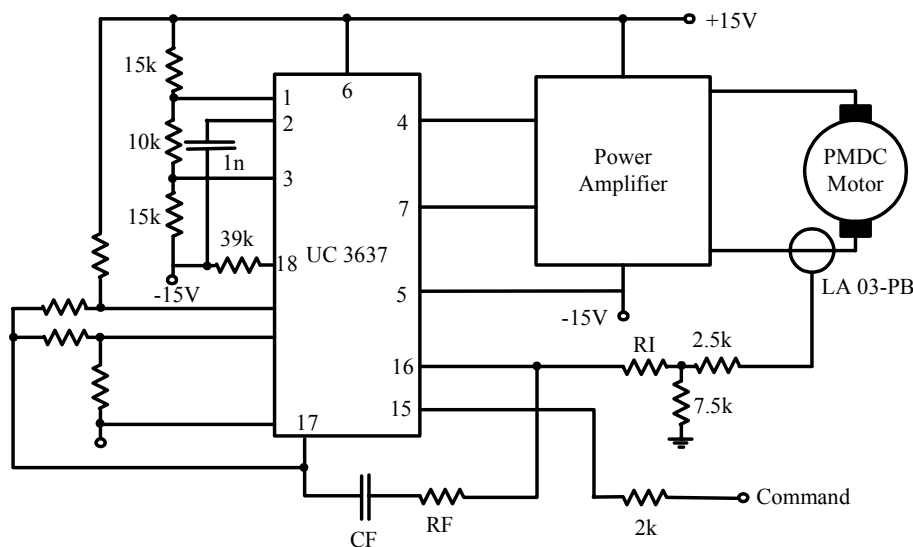 +15V
15k
1
6
2
4
10k
Power
Amplifier
PMDC
Motor
1n
3
15k
7
39k
UC 3637
18
-15V
5
LA 03-PB
-15V
RI
2.5k
16
7.5k
15
17
Command
CF
RF
2k